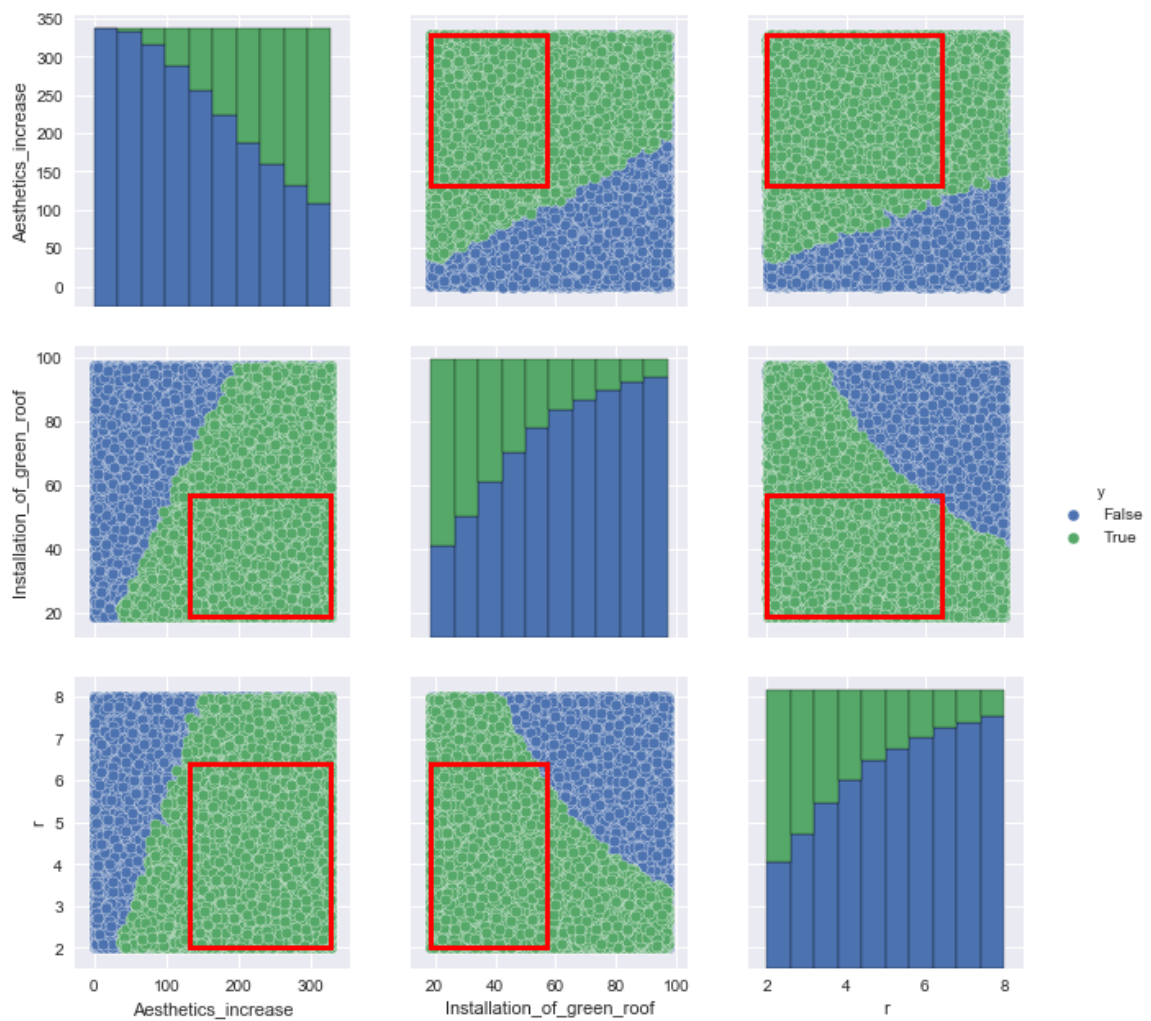 350
300
250
200
150
100
50
0
Aesthetics_increase
100
80
60
40
20
Installation_of_green_roof
y
False
True
8
7
6
5
4
3
2
r
0 100 200 300
20 40 60 80 100
2 4 6 8
Aesthetics_increase
Installation_of_green_roof
r